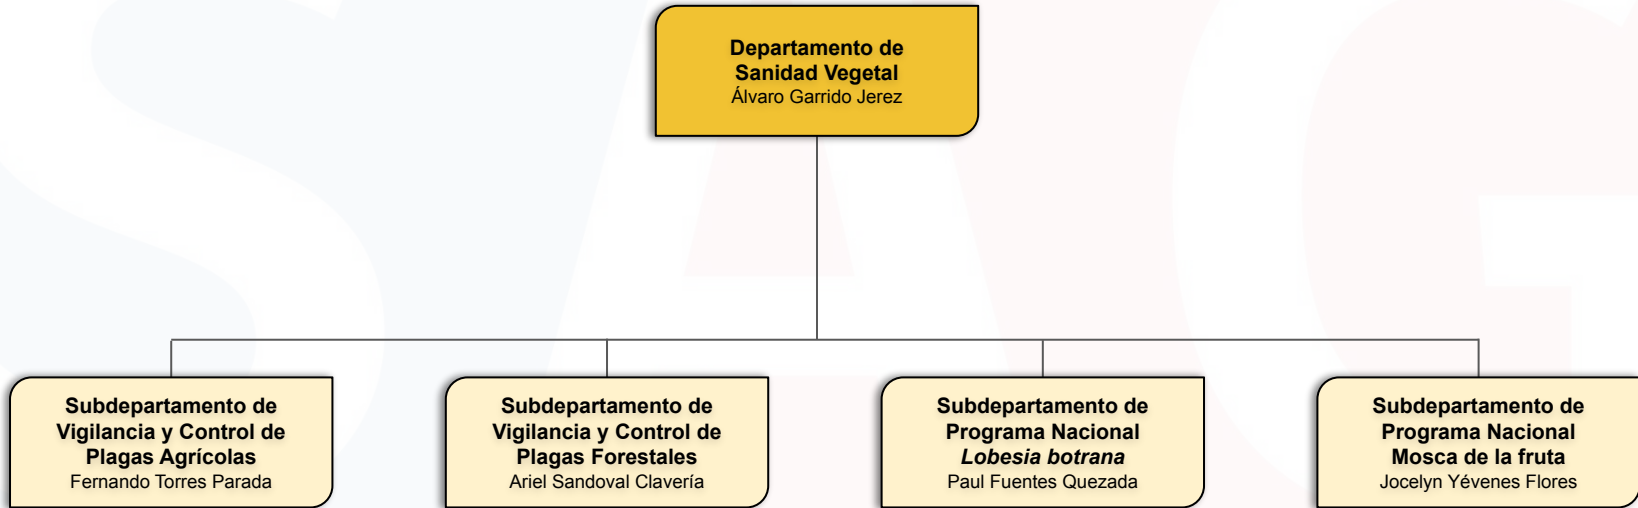 Departamento de
Sanidad Vegetal
Álvaro Garrido Jerez
Subdepartamento de
Vigilancia y Control de
Plagas Agrícolas
Fernando Torres Parada
Subdepartamento de
Vigilancia y Control de
Plagas Forestales
Ariel Sandoval Clavería
Subdepartamento de
Programa Nacional
Lobesia botrana
Paul Fuentes Quezada
Subdepartamento de
Programa Nacional
Mosca de la fruta
Jocelyn Yévenes Flores
SAG